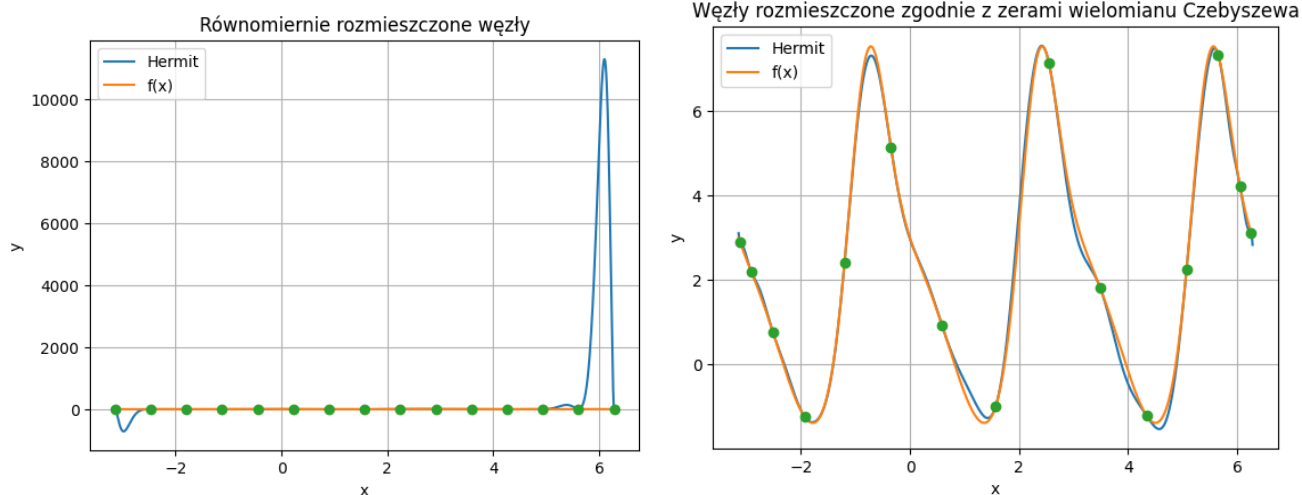 Równomiernie rozmieszczone węzły
Hermit
f(x)
10000
8000
6000
4000
2000
0
y
−2
0
2
4
6
x
Węzły rozmieszczone zgodnie z zerami wielomianu Czebyszewa
Hermit
f(x)
6
4
2
0
y
−2
0
2
4
6
x